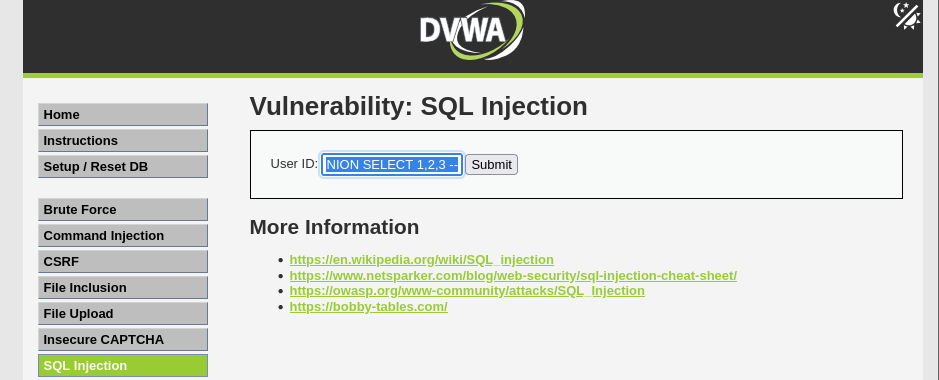 DVWA
Vulnerability: SQL Injection
Home
Instructions
Setup / Reset DB
Brute Force
Command Injection
CSRF
File Inclusion
File Upload
Insecure CAPTCHA
SQL Injection
User ID: NION SELECT 1,2,3 -- Submit
More Information
https://en.wikipedia.org/wiki/SQL_injection
https://www.netsparker.com/blog/web-security/sql-injection-cheat-sheet/
https://owasp.org/www-community/attacks/SQL_Injection
https://bobby-tables.com/